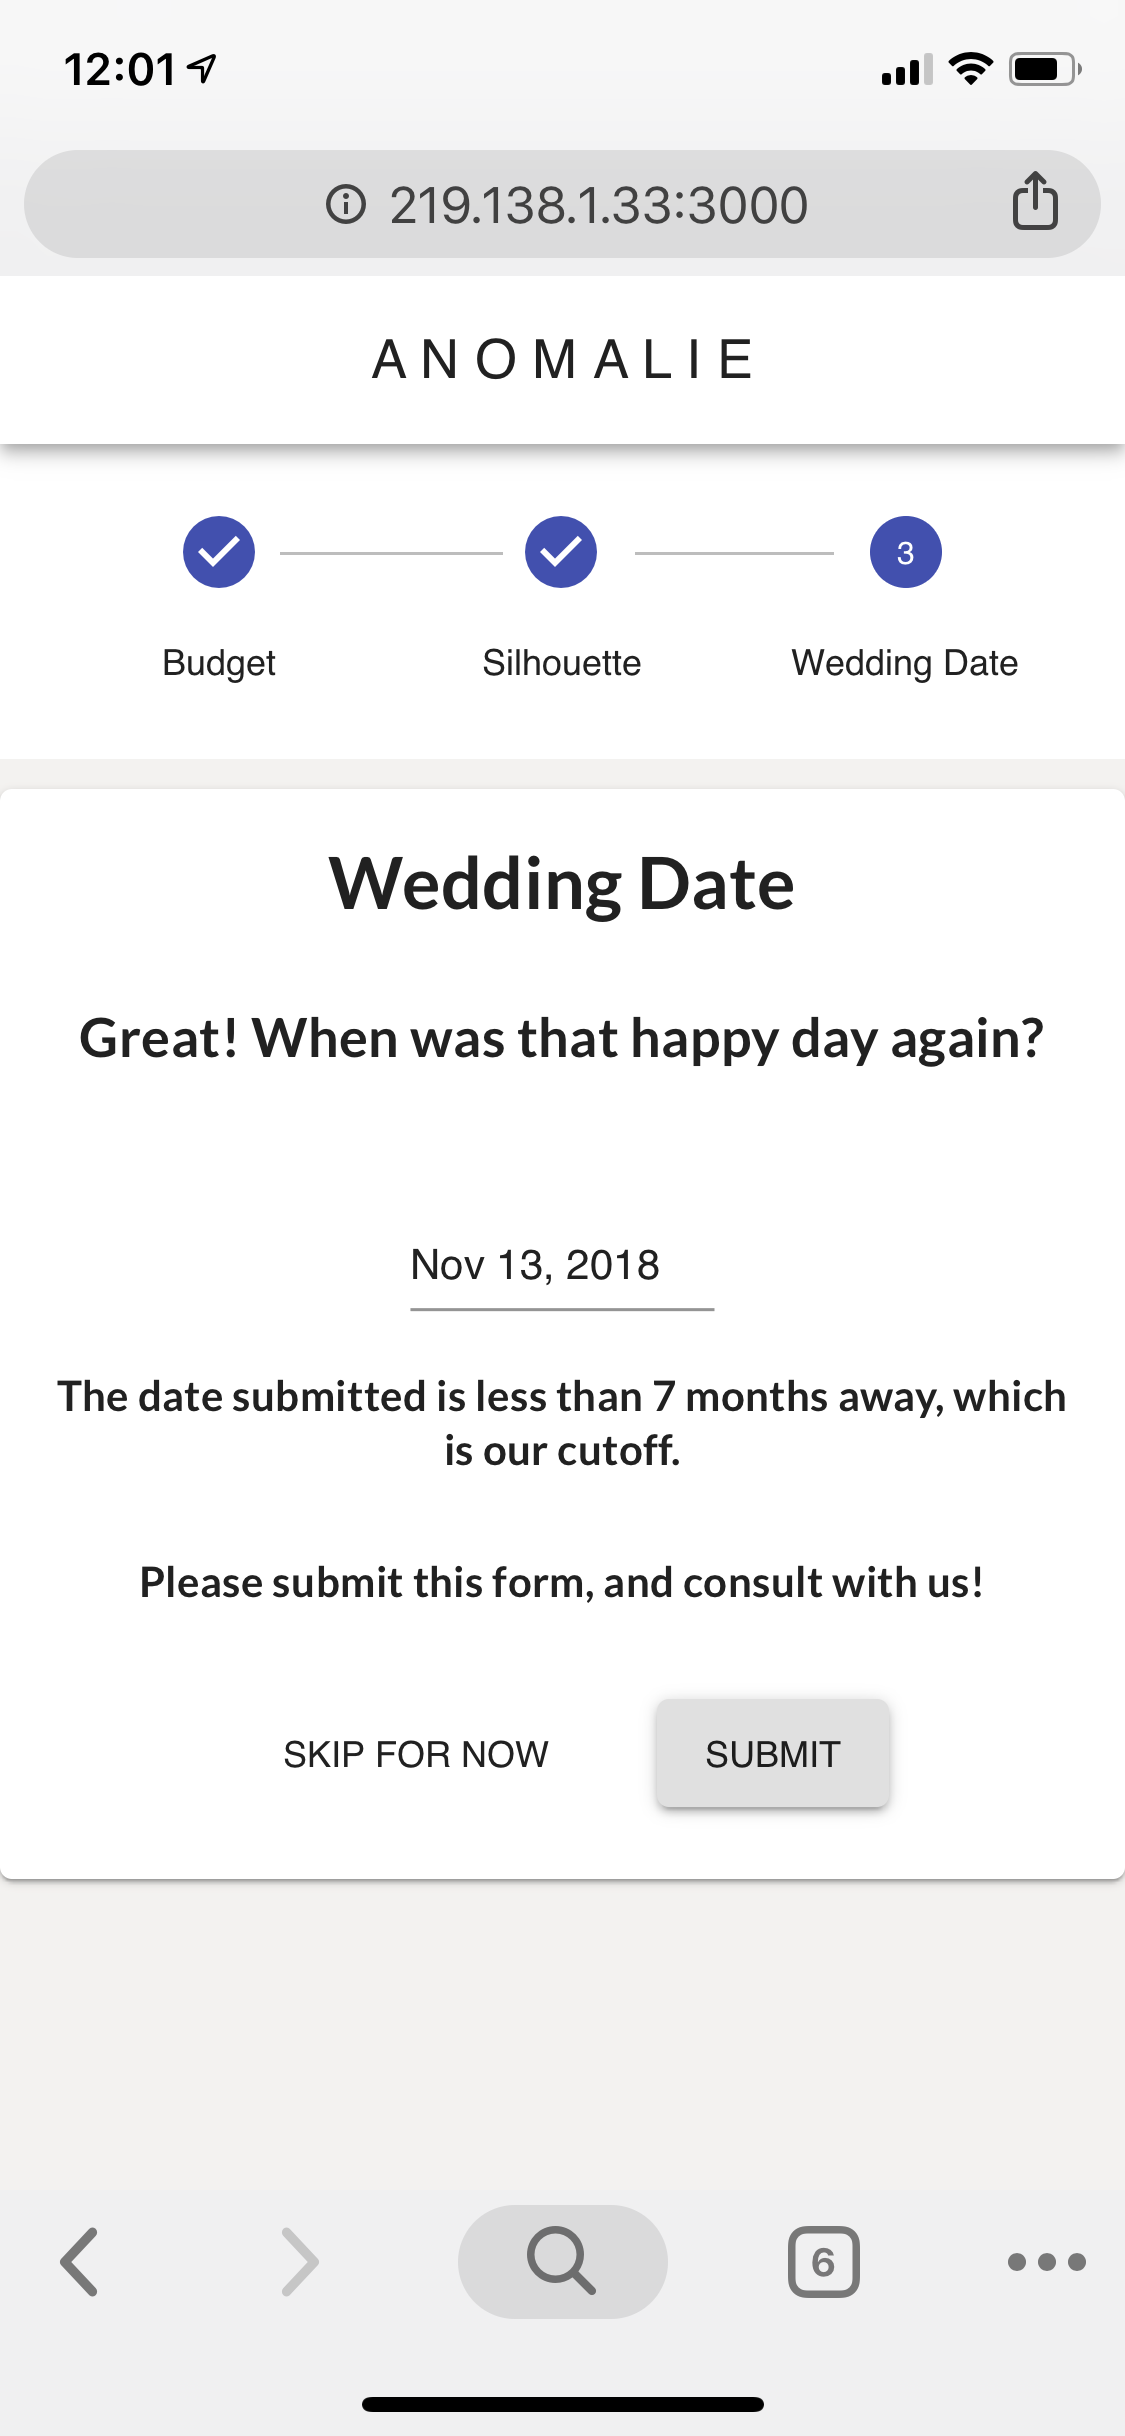 12:01
219.138.1.33:3000
ANOMALIE
3
Budget
Silhouette
Wedding Date
Wedding Date
Great! When was that happy day again?
Nov 13, 2018
The date submitted is less than 7 months away, which
is our cutoff.
Please submit this form, and consult with us!
SKIP FOR NOW
SUBMIT
6